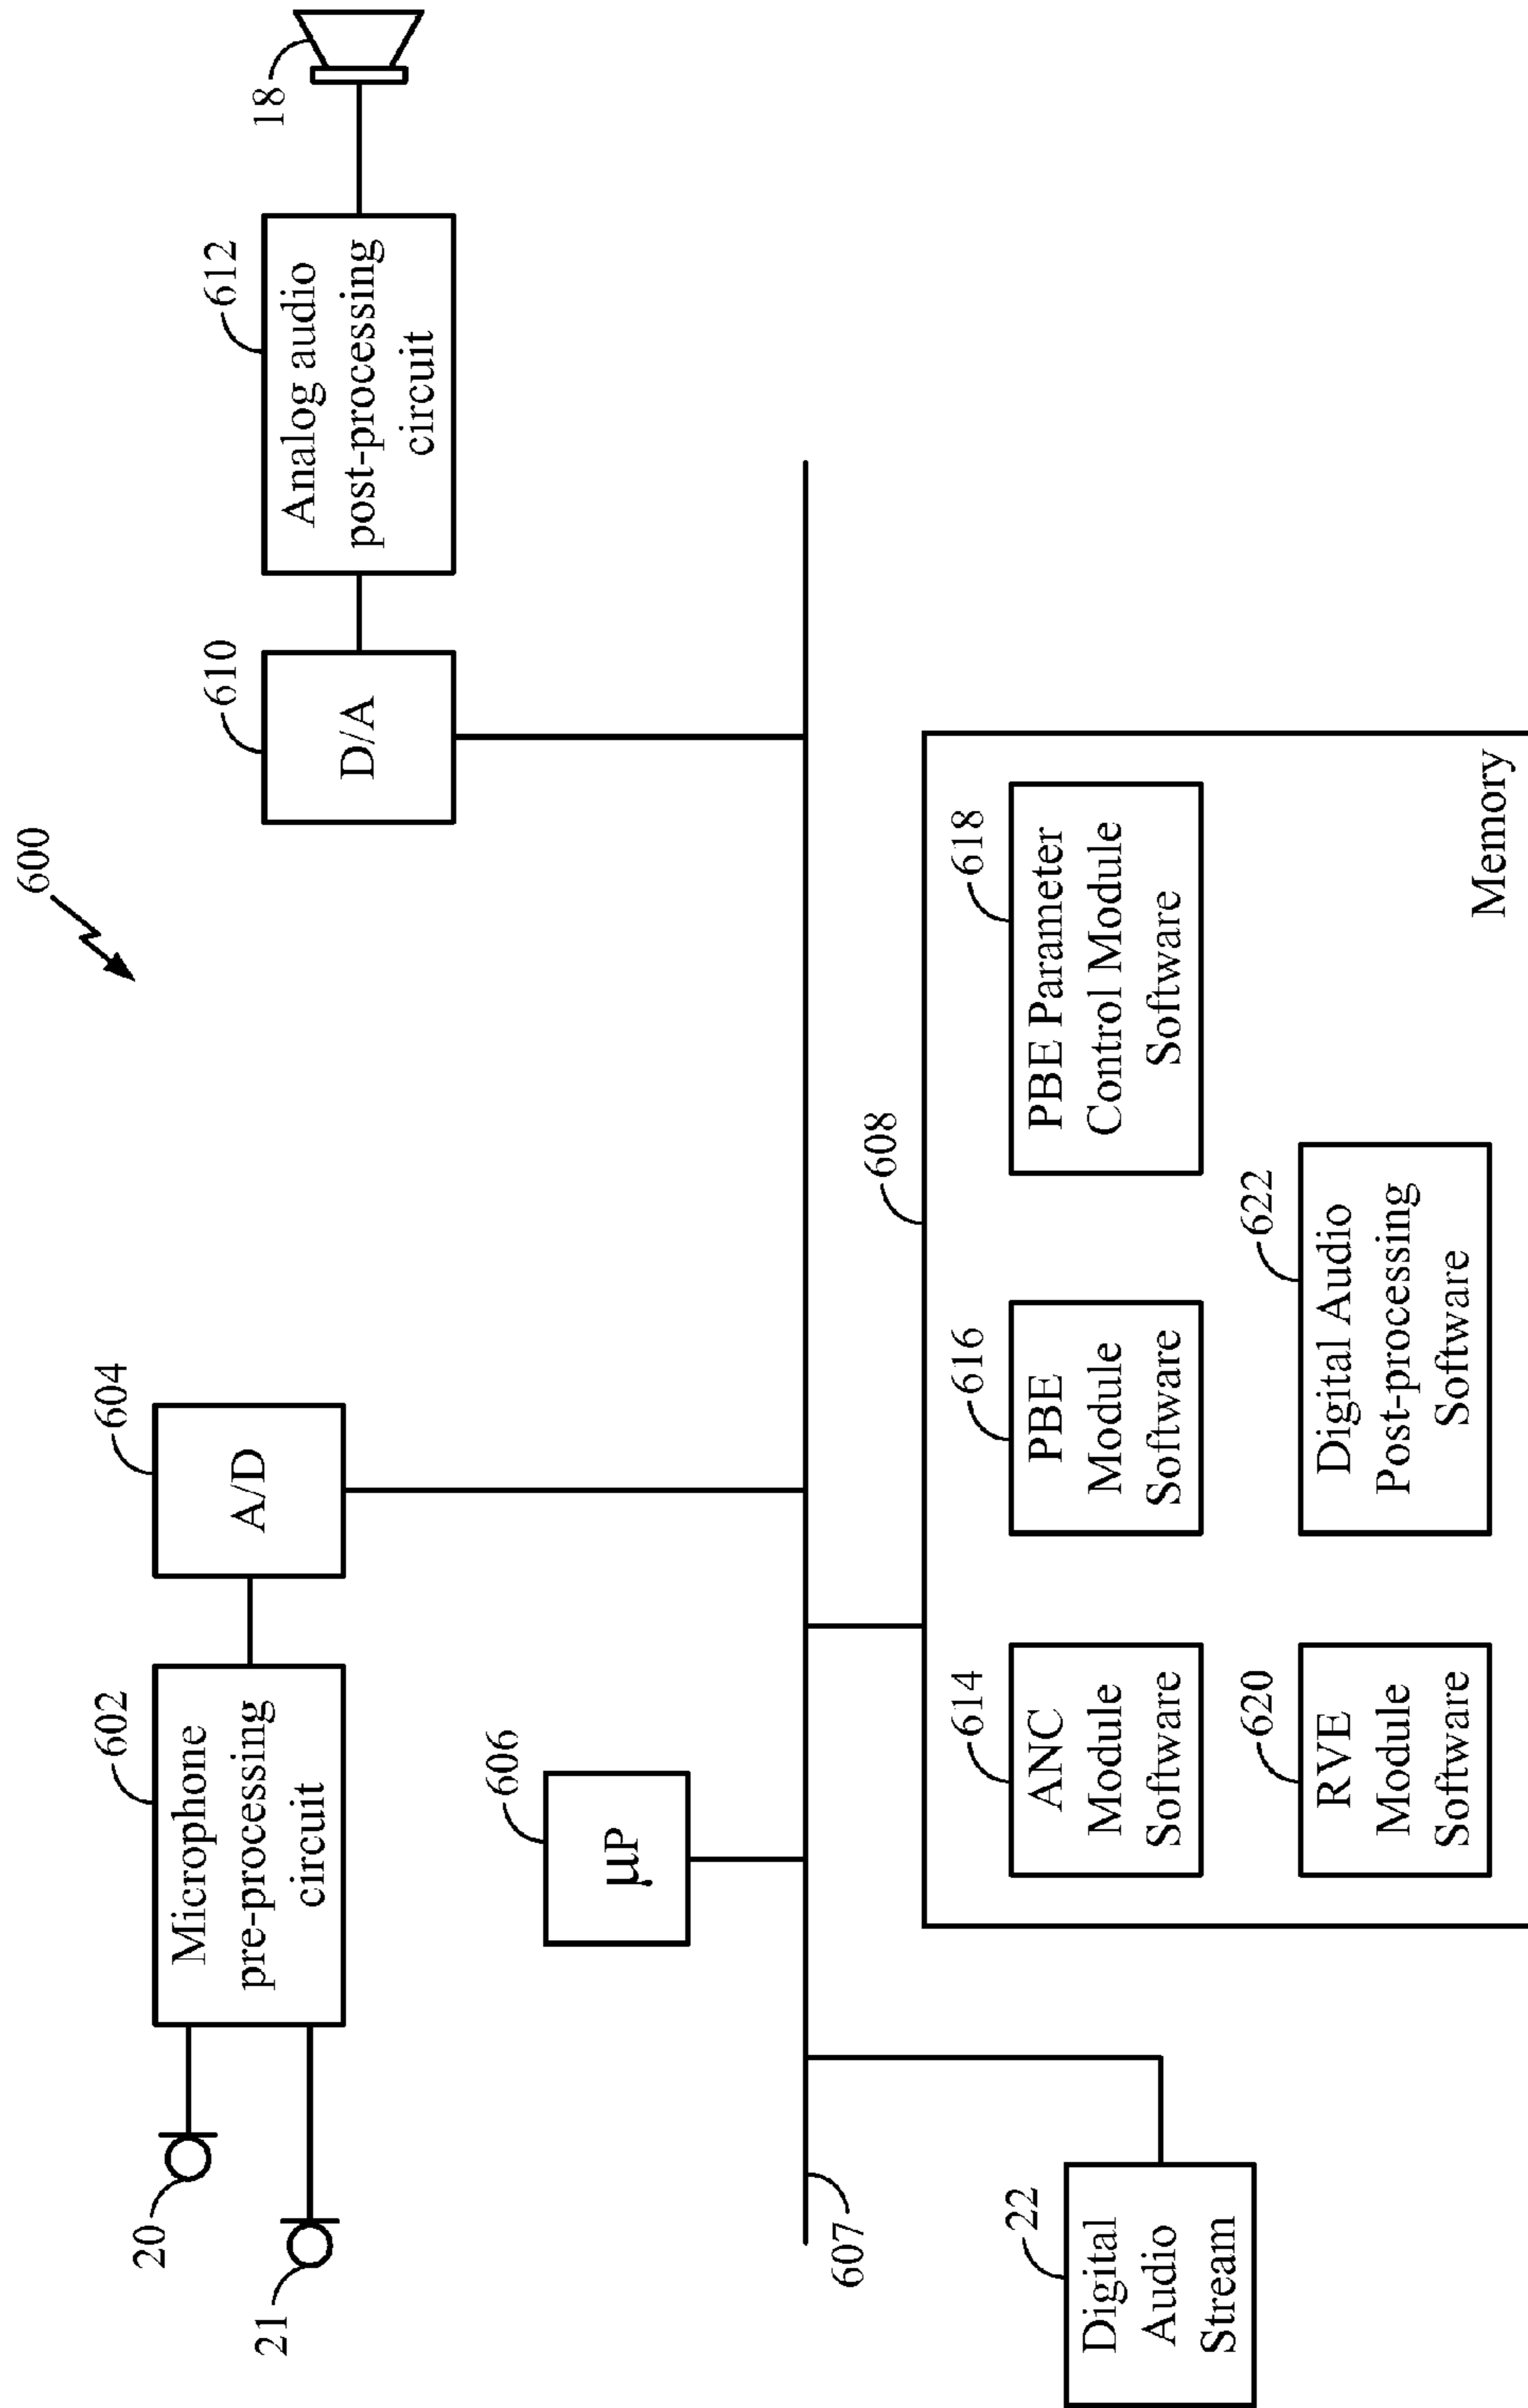 600
20
21
602
Microphone
pre-processing
circuit
604
A/D
610
D/A
612
Analog audio
post-processing
circuit
18
606
µP
607
22
Digital
Audio
Stream
608
614
ANC
Module
Software
616
PBE
Module
Software
618
PBE Parameter
Control Module
Software
620
RVE
Module
Software
622
Digital Audio
Post-processing
Software
Memory